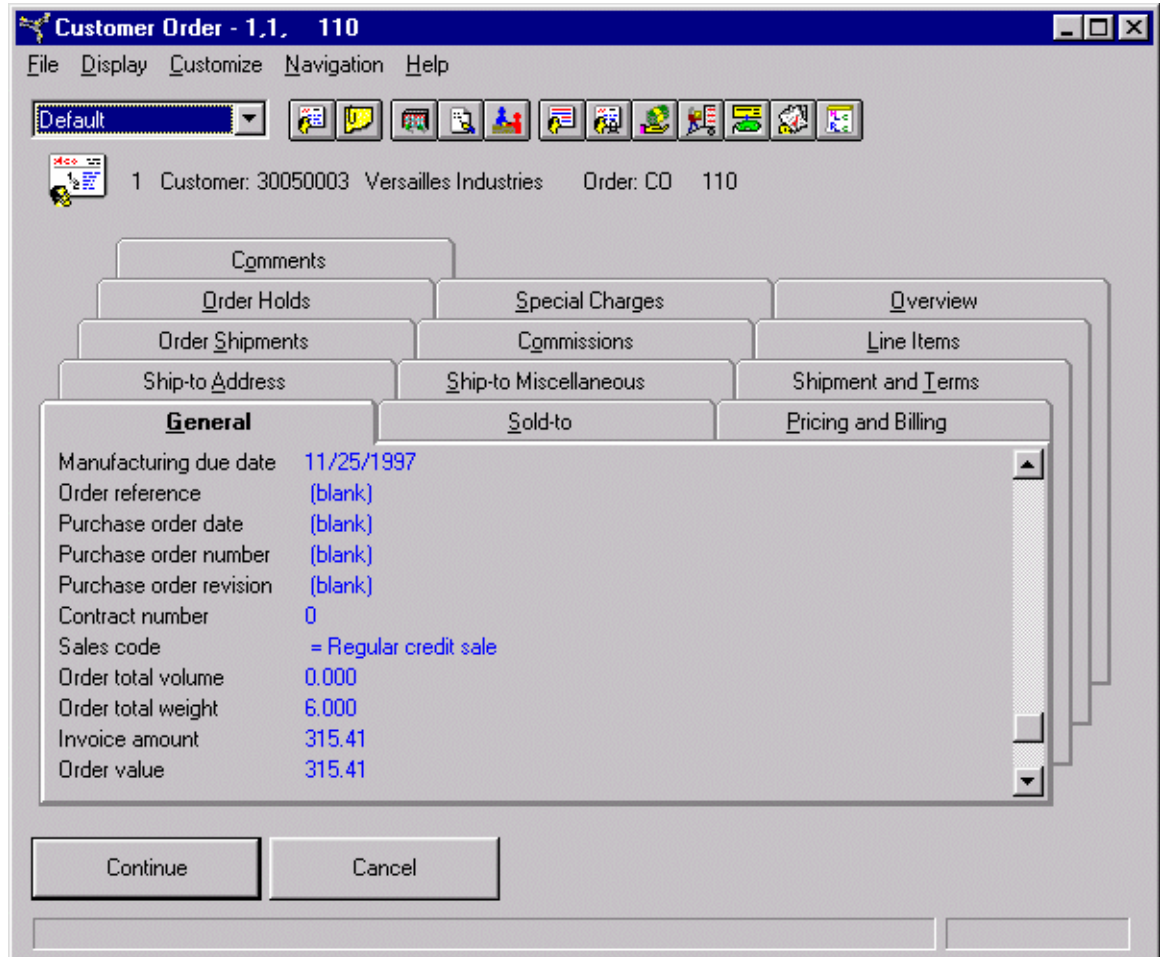 Customer Order - 1,1, 110
File Display Customize Navigation Help
Default
1 Customer: 30050003 Versailles Industries Order: CO 110
Comments
Order Holds Special Charges Overview
Order Shipments Commissions Line Items
Ship-to Address Ship-to Miscellaneous Shipment and Terms
General Sold-to Pricing and Billing
Manufacturing due date 11/25/1997
Order reference (blank)
Purchase order date (blank)
Purchase order number (blank)
Purchase order revision (blank)
Contract number 0
Sales code = Regular credit sale
Order total volume 0.000
Order total weight 6.000
Invoice amount 315.41
Order value 315.41
Continue Cancel